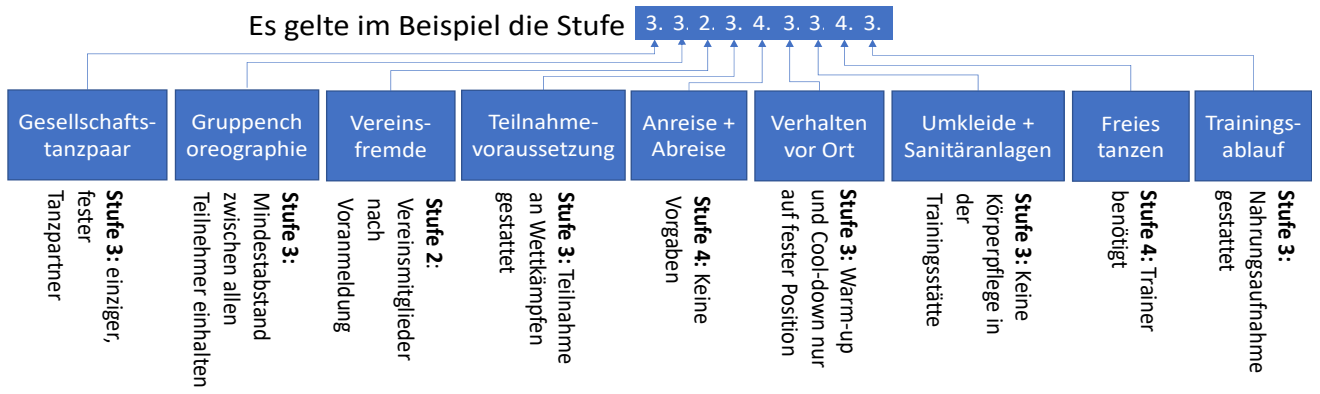 Es gelte im Beispiel die Stufe 3. 3. 2. 3. 4. 3. 3. 4. 3.
Gesellschafts-
tanzpaar
Gruppench
oreographie
Vereins-
fremde
Teilnahme-
voraussetzung
Anreise +
Abreise
Verhalten
vor Ort
Umkleide +
Sanitäranlagen
Freies
tanzen
Trainings-
ablauf
Stufe 3: einziger,
fester
Tanzpartner
Stufe 3:
Mindestabstand
zwischen allen
Teilnehmer einhalten
Stufe 2:
Vereinsmitglieder
nach
Voranmeldung
Stufe 3: Teilnahme
an Wettkämpfen
gestattet
Stufe 4: Keine
Vorgaben
Stufe 3: Warm-up
und Cool-down nur
auf fester Position
Stufe 3: Keine
Körperpflege in
der
Trainingsstätte
Stufe 4: Trainer
benötigt
Stufe 3:
Nahrungsaufnahme
gestattet